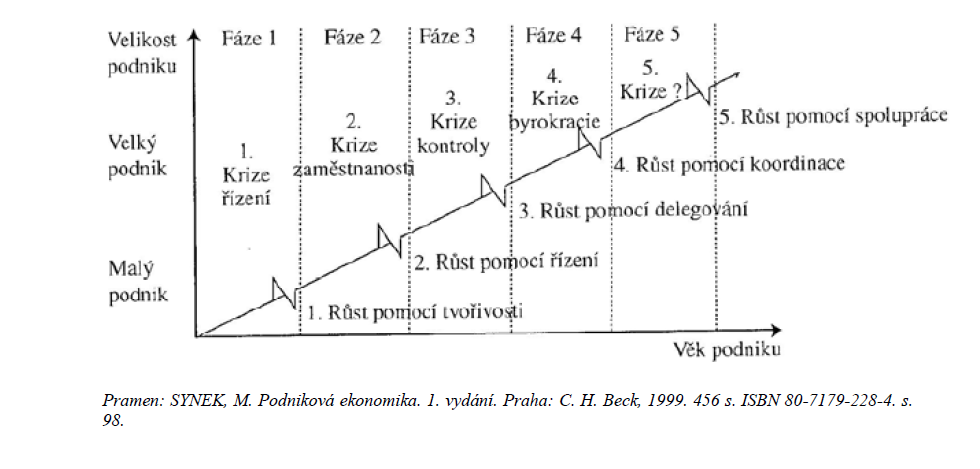 Velikost
podniku
Fáze 1
Fáze 2
Fáze 3
Fáze 4
Fáze 5
Velký
podnik
Malý
podnik
1.
Krize
řízení
2.
Krize
zaměstnanosti
3.
Krize
kontroly
4.
Krize
byrokracie
5.
Krize ?
1. Růst pomocí tvořivosti
2. Růst pomocí řízení
3. Růst pomocí delegování
4. Růst pomocí koordinace
5. Růst pomocí spolupráce
Věk podniku
Pramen: SYNEK, M. Podniková ekonomika. 1. vydání. Praha: C. H. Beck, 1999. 456 s. ISBN 80-7179-228-4. s.
98.